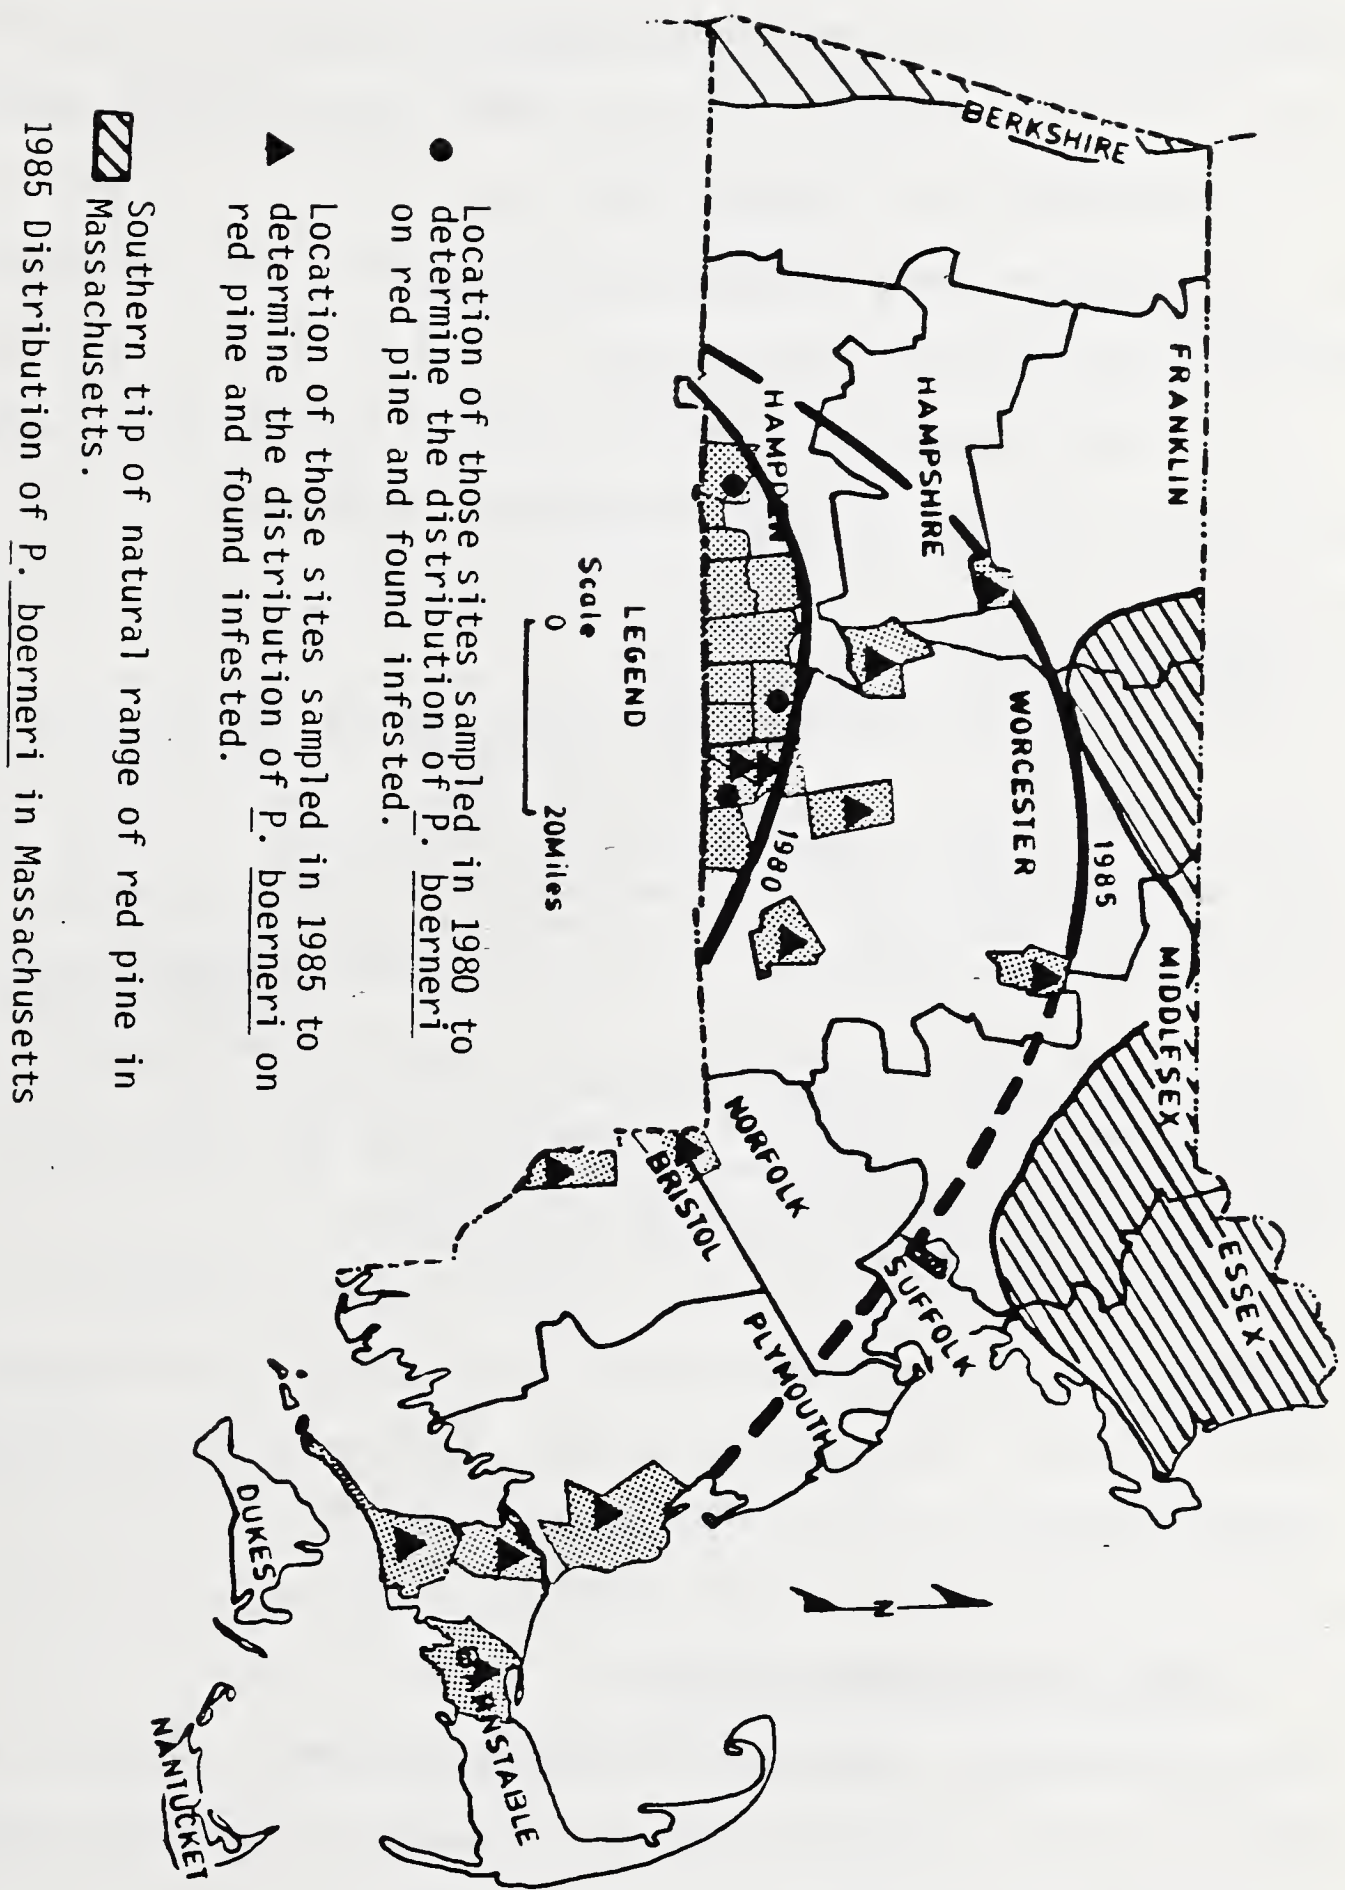 BERKSHIRE
FRANKLIN
HAMPSHIRE
HAMPDEN
WORCESTER
MIDDLESEX
ESSEX
SUFFOLK
NORFOLK
BRISTOL
PLYMOUTH
BARNSTABLE
DUKES
NANTUCKET
1985
1980
N
LEGEND
Scale
0 20Miles
Location of those sites sampled in 1980 to
determine the distribution of P. boerneri
on red pine and found infested.
Location of those sites sampled in 1985 to
determine the distribution of P. boerneri on
red pine and found infested.
Southern tip of natural range of red pine in
Massachusetts.
1985 Distribution of P. boerneri in Massachusetts